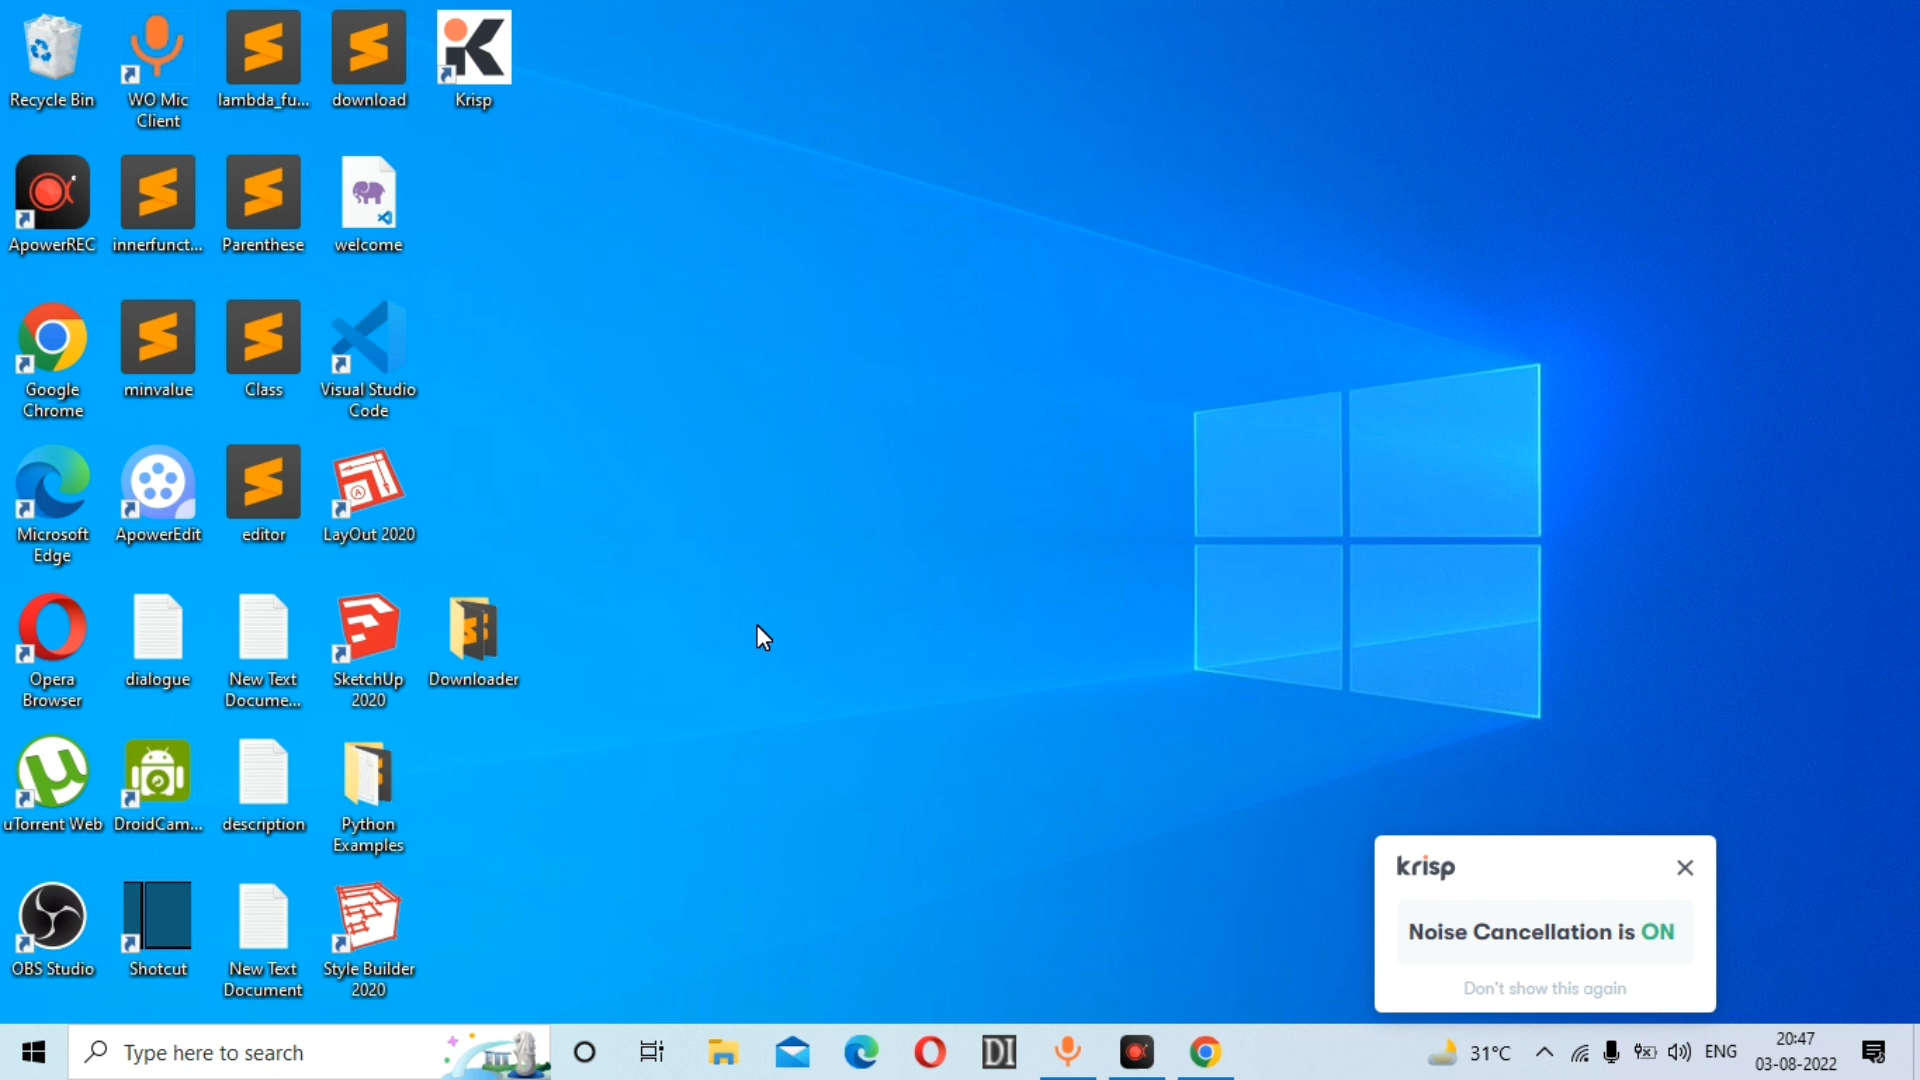 Recycle Bin
WO Mic
Client
lambda_fu...
download
Krisp
ApowerREC
innerfunct...
Parenthese
welcome
Google
Chrome
minvalue
Class
Visual Studio
Code
Microsoft
Edge
ApowerEdit
editor
LayOut 2020
Opera
Browser
dialogue
New Text
Docume...
SketchUp
2020
Downloader
uTorrent Web
DroidCam...
description
Python
Examples
OBS Studio
Shotcut
New Text
Document
Style Builder
2020
krisp
Noise Cancellation is ON
Don't show this again
Type here to search
DI
31°C
ENG
20:47
03-08-2022